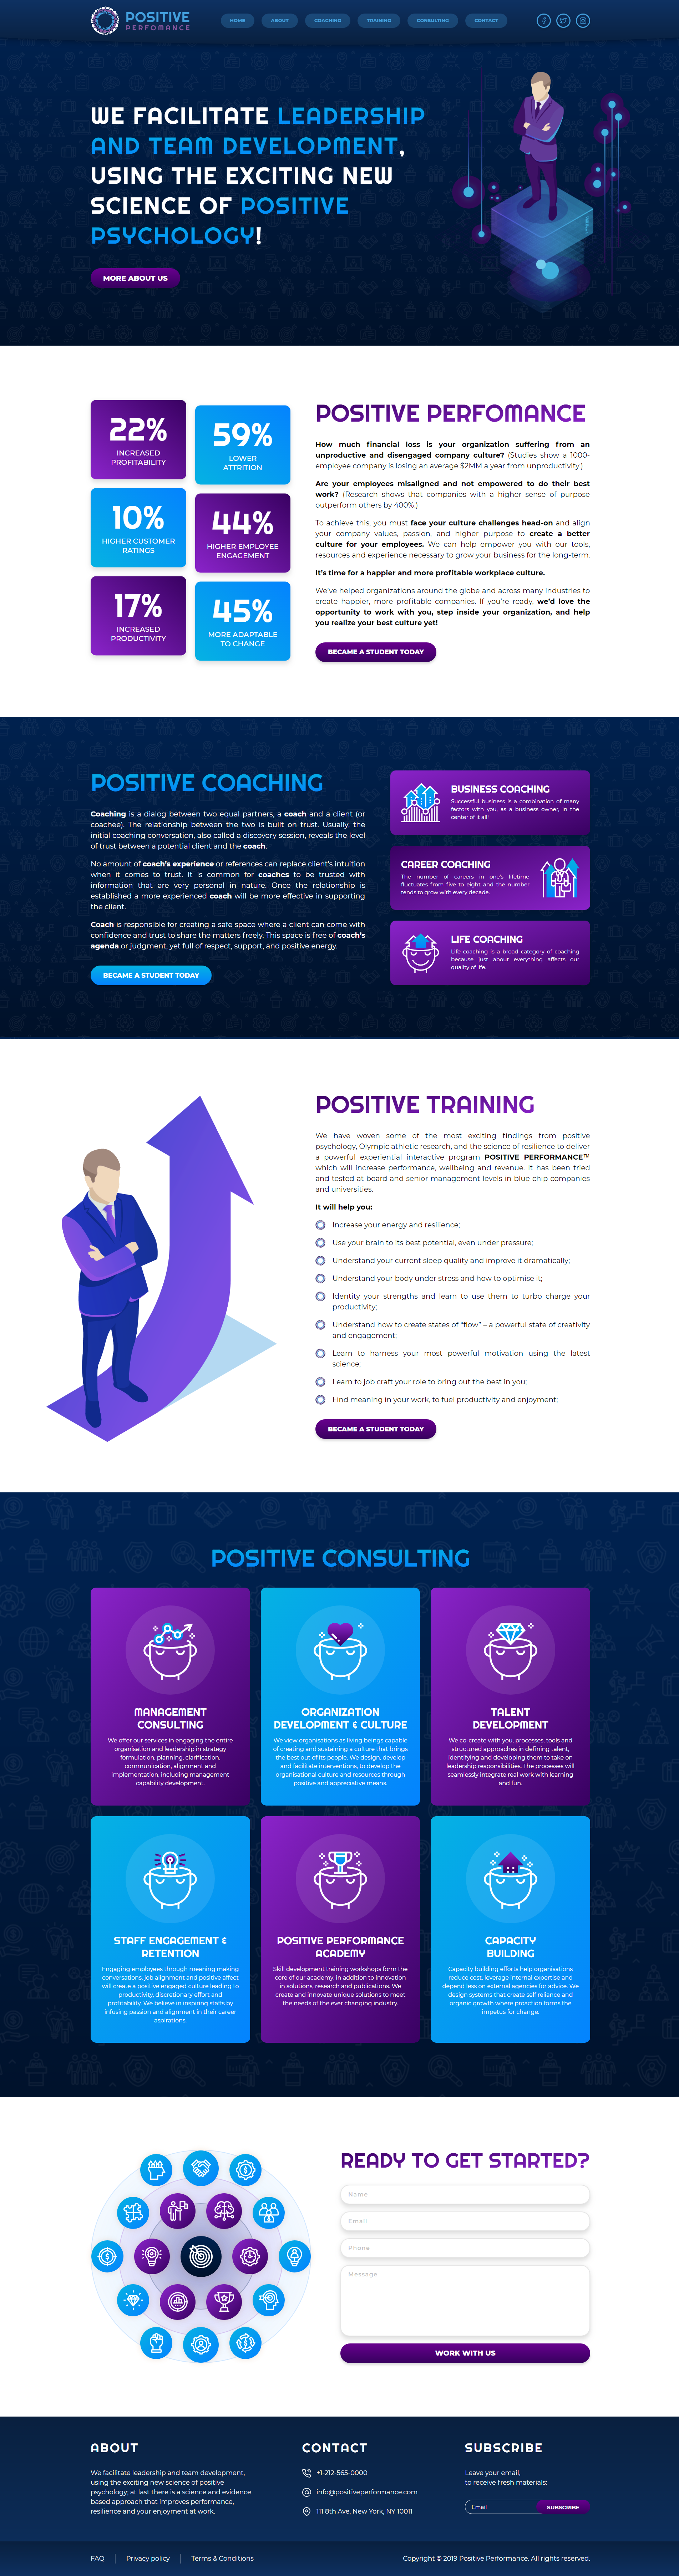 POSITIVE
PERFOMANCE
HOME
ABOUT
COACHING
TRAINING
CONSULTING
CONTACT
WE FACILITATE LEADERSHIP
AND TEAM DEVELOPMENT,
USING THE EXCITING NEW
SCIENCE OF POSITIVE
PSYCHOLOGY!
MORE ABOUT US
22%
INCREASED
PROFITABILITY
59%
LOWER
ATTRITION
10%
HIGHER CUSTOMER
RATINGS
44%
HIGHER EMPLOYEE
ENGAGEMENT
17%
INCREASED
PRODUCTIVITY
45%
MORE ADAPTABLE
TO CHANGE
POSITIVE PERFOMANCE
How much financial loss is your organization suffering from an
unproductive and disengaged company culture? (Studies show a 1000-
employee company is losing an average $2MM a year from unproductivity.)
Are your employees misaligned and not empowered to do their best
work? (Research shows that companies with a higher sense of purpose
outperform others by 400%.)
To achieve this, you must face your culture challenges head-on and align
your company values, passion, and higher purpose to create a better
culture for your employees. We can help empower you with our tools,
resources and experience necessary to grow your business for the long-term.
It's time for a happier and more profitable workplace culture.
We've helped organizations around the globe and across many industries to
create happier, more profitable companies. If you're ready, we'd love the
opportunity to work with you, step inside your organization, and help
you realize your best culture yet!
BECAME A STUDENT TODAY
POSITIVE COACHING
Coaching is a dialog between two equal partners, a coach and a client (or
coachee). The relationship between the two is built on trust. Usually, the
initial coaching conversation, also called a discovery session, reveals the level
of trust between a potential client and the coach.
No amount of coach's experience or references can replace client's intuition
when it comes to trust. It is common for coaches to be trusted with
information that are very personal in nature. Once the relationship is
established a more experienced coach will be more effective in supporting
the client.
Coach is responsible for creating a safe space where a client can come with
confidence and trust to share the matters freely. This space is free of coach's
agenda or judgment, yet full of respect, support, and positive energy.
BECAME A STUDENT TODAY
BUSINESS COACHING
Successful business is a combination of many
factors with you, as a business owner, in the
center of it all!
CAREER COACHING
The number of careers in one's lifetime
fluctuates from five to eight and the number
tends to grow with every decade.
LIFE COACHING
Life coaching is a broad category of coaching
because just about everything affects our
quality of life.
POSITIVE TRAINING
We have woven some of the most exciting findings from positive
psychology, Olympic athletic research, and the science of resilience to deliver
a powerful experiential interactive program POSITIVE PERFORMANCE™
which will increase performance, wellbeing and revenue. It has been tried
and tested at board and senior management levels in blue chip companies
and universities.
It will help you:
Increase your energy and resilience;
Use your brain to its best potential, even under pressure;
Understand your current sleep quality and improve it dramatically;
Understand your body under stress and how to optimise it;
Identity your strengths and learn to use them to turbo charge your
productivity;
Understand how to create states of "flow" – a powerful state of creativity
and engagement;
Learn to harness your most powerful motivation using the latest
science;
Learn to job craft your role to bring out the best in you;
Find meaning in your work, to fuel productivity and enjoyment;
BECAME A STUDENT TODAY
POSITIVE CONSULTING
MANAGEMENT
CONSULTING
We offer our services in engaging the entire
organisation and leadership in strategy
formulation, planning, clarification,
communication, alignment and
implementation, including management
capability development.
ORGANIZATION
DEVELOPMENT & CULTURE
We view organisations as living beings capable
of creating and sustaining a culture that brings
the best out of its people. We design, develop
and facilitate interventions, to develop the
organisational culture and resources through
positive and appreciative means.
TALENT
DEVELOPMENT
We co-create with you, processes, tools and
structured approaches in defining talent,
identifying and developing them to take on
leadership responsibilities. The processes will
seamlessly integrate real work with learning
and fun.
STAFF ENGAGEMENT &
RETENTION
Engaging employees through meaning making
conversations, job alignment and positive affect
will create a positive engaged culture leading to
productivity, discretionary effort and
profitability. We believe in inspiring staffs by
infusing passion and alignment in their career
aspirations.
POSITIVE PERFORMANCE
ACADEMY
Skill development training workshops form the
core of our academy, in addition to innovation
in solutions, research and publications. We
create and innovate unique solutions to meet
the needs of the ever changing industry.
CAPACITY
BUILDING
Capacity building efforts help organisations
reduce cost, leverage internal expertise and
depend less on external agencies for advice. We
design systems that create self reliance and
organic growth where proaction forms the
impetus for change.
READY TO GET STARTED?
Name
Email
Phone
Message
WORK WITH US
ABOUT
We facilitate leadership and team development,
using the exciting new science of positive
psychology; at last there is a science and evidence
based approach that improves performance,
resilience and your enjoyment at work.
CONTACT
+1-212-565-0000
info@positiveperformance.com
111 8th Ave, New York, NY 10011
SUBSCRIBE
Leave your email,
to receive fresh materials:
Email
SUBSCRIBE
FAQ
Privacy policy
Terms & Conditions
Copyright © 2019 Positive Performance. All rights reserved.